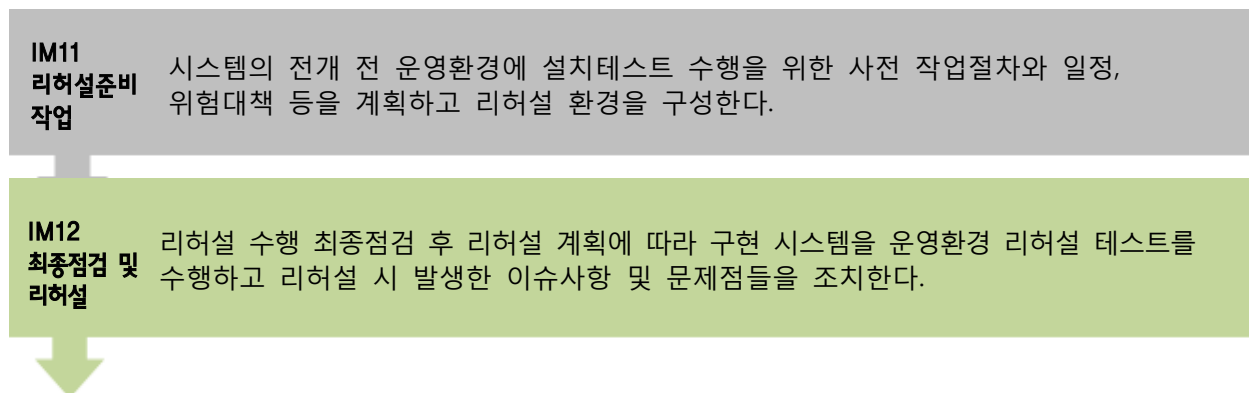 IM11
리허설준비
작업
시스템의 전개 전 운영환경에 설치테스트 수행을 위한 사전 작업절차와 일정,
위험대책 등을 계획하고 리허설 환경을 구성한다.
IM12
최종점검 및
리허설
리허설 수행 최종점검 후 리허설 계획에 따라 구현 시스템을 운영환경 리허설 테스트를
수행하고 리허설 시 발생한 이슈사항 및 문제점들을 조치한다.